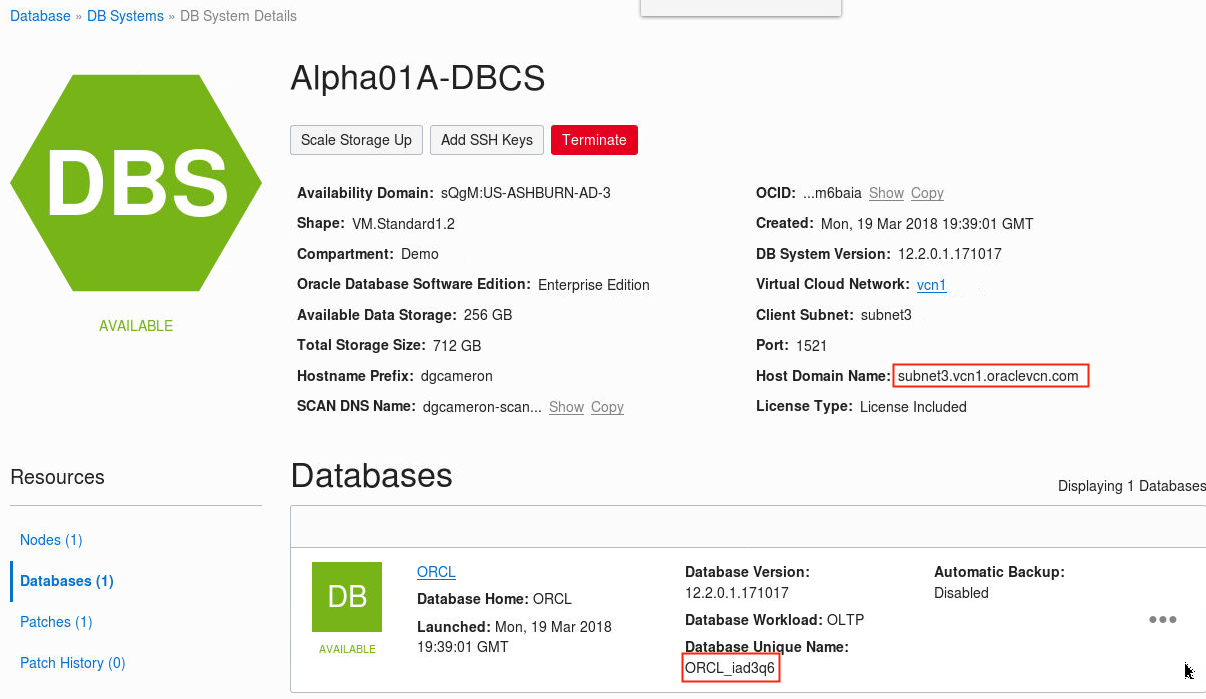 Database » DB Systems » DB System Details
DBS
AVAILABLE
Alpha01A-DBCS
Scale Storage Up Add SSH Keys Terminate
Availability Domain: sQgM:US-ASHBURN-AD-3
Shape: VM.Standard1.2
Compartment: Demo
Oracle Database Software Edition: Enterprise Edition
Available Data Storage: 256 GB
Total Storage Size: 712 GB
Hostname Prefix: dgcameron
SCAN DNS Name: dgcameron-scan... Show Copy
OCID: ...m6baia Show Copy
Created: Mon, 19 Mar 2018 19:39:01 GMT
DB System Version: 12.2.0.1.171017
Virtual Cloud Network: vcn1
Client Subnet: subnet3
Port: 1521
Host Domain Name: subnet3.vcn1.oraclevcn.com
License Type: License Included
Resources
Nodes (1)
Databases (1)
Patches (1)
Patch History (0)
Databases
Displaying 1 Databases
DB
AVAILABLE
ORCL
Database Home: ORCL
Launched: Mon, 19 Mar 2018
19:39:01 GMT
Database Version:
12.2.0.1.171017
Database Workload: OLTP
Database Unique Name:
ORCL_iad3q6
Automatic Backup:
Disabled